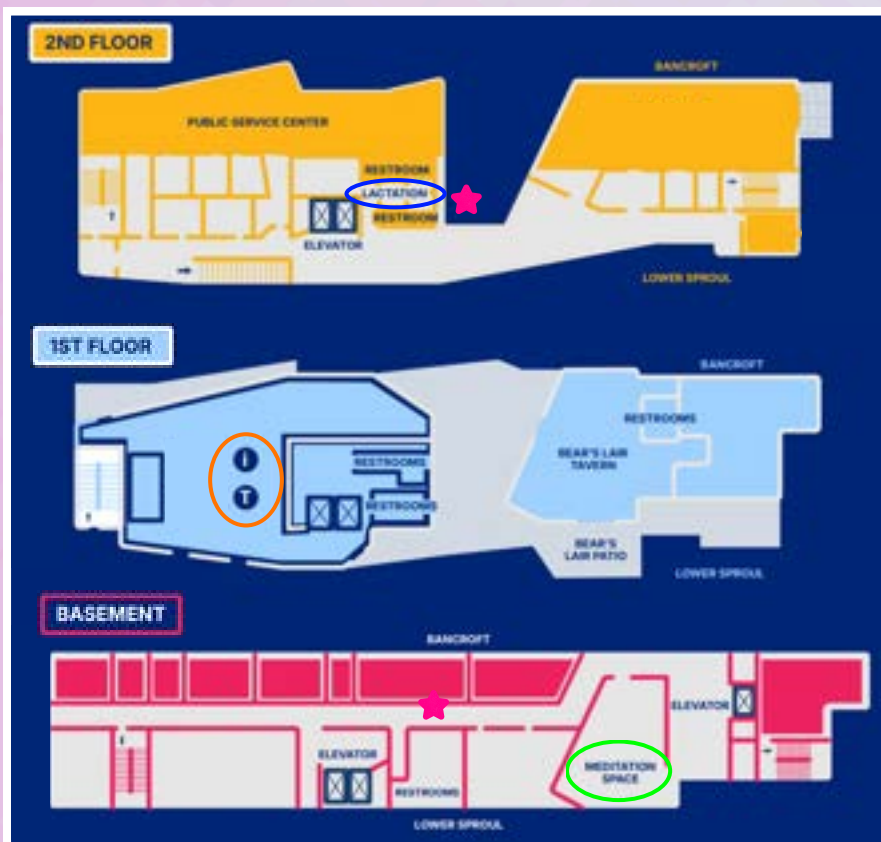 2ND FLOOR
BANCROFT
PUBLIC SERVICE CENTER
RESTROOM
LACTATION
RESTROOM
ELEVATOR
LOWER SPROUL
1ST FLOOR
BANCROFT
RESTROOMS
BEAR'S LAIR
TAVERN
I
RESTROOMS
T
RESTROOMS
BEAR'S
LAIR PATIO
LOWER SPROUL
BASEMENT
BANCROFT
ELEVATOR
ELEVATOR
MEDITATION
SPACE
RESTROOMS
LOWER SPROUL